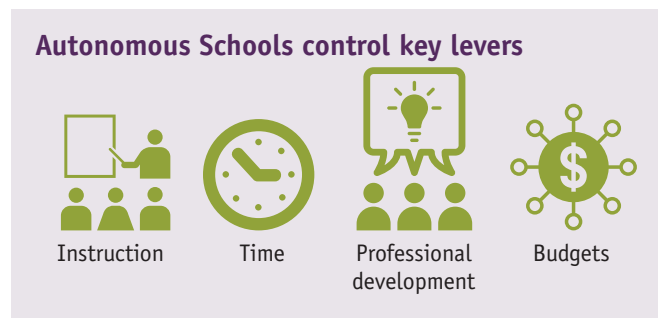 Autonomous Schools control key levers
$
Instruction
Time
Professional
development
Budgets